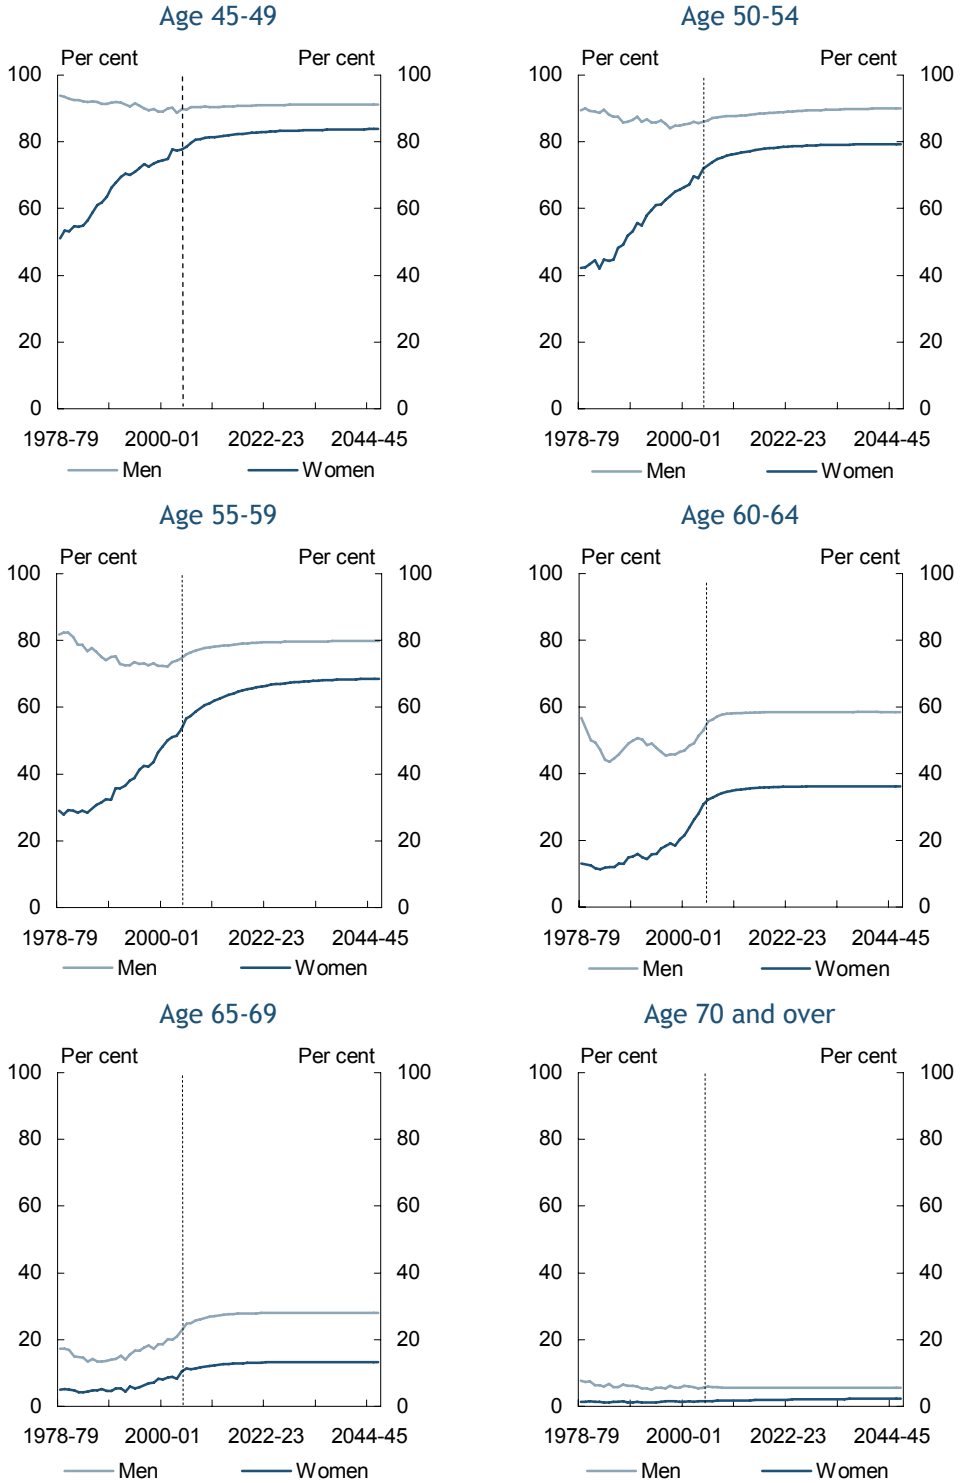 Age 45-49
Per cent Per cent
100 100
80 80
60 60
40 40
20 20
0 0
1978-79 2000-01 2022-23 2044-45
Men Women
Age 50-54
Per cent Per cent
100 100
80 80
60 60
40 40
20 20
0 0
1978-79 2000-01 2022-23 2044-45
Men Women
Age 55-59
Per cent Per cent
100 100
80 80
60 60
40 40
20 20
0 0
1978-79 2000-01 2022-23 2044-45
Men Women
Age 60-64
Per cent Per cent
100 100
80 80
60 60
40 40
20 20
0 0
1978-79 2000-01 2022-23 2044-45
Men Women
Age 65-69
Per cent Per cent
100 100
80 80
60 60
40 40
20 20
0 0
1978-79 2000-01 2022-23 2044-45
Men Women
Age 70 and over
Per cent Per cent
100 100
80 80
60 60
40 40
20 20
0 0
1978-79 2000-01 2022-23 2044-45
Men Women